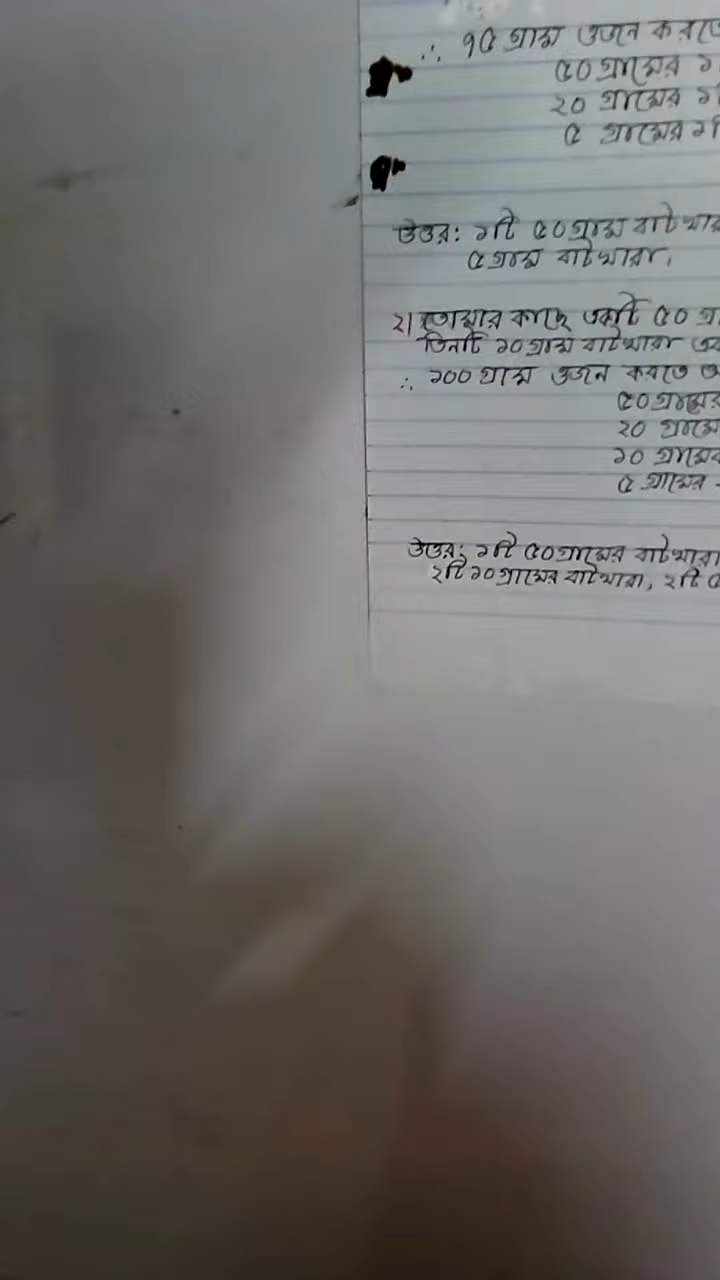 ∴ ৭৫ গ্রাম ওজন করতে
৫০ গ্রামের
২০ গ্রামের
৫ গ্রামের
উত্তর: ১টি ৫০ গ্রাম
৫ গ্রাম বাটখারা।
২। তোমার কাছে একটি ৫০
তিনটি ১০ গ্রাম বাটখারা
∴ ১০০ গ্রাম ওজন করতে
৫০ গ্রামের
২০
১০
৫ গ্রামের
উত্তর: ১টি ৫০ গ্রামের বাটখারা
২টি ১০ গ্রামের বাটখারা, ২টি